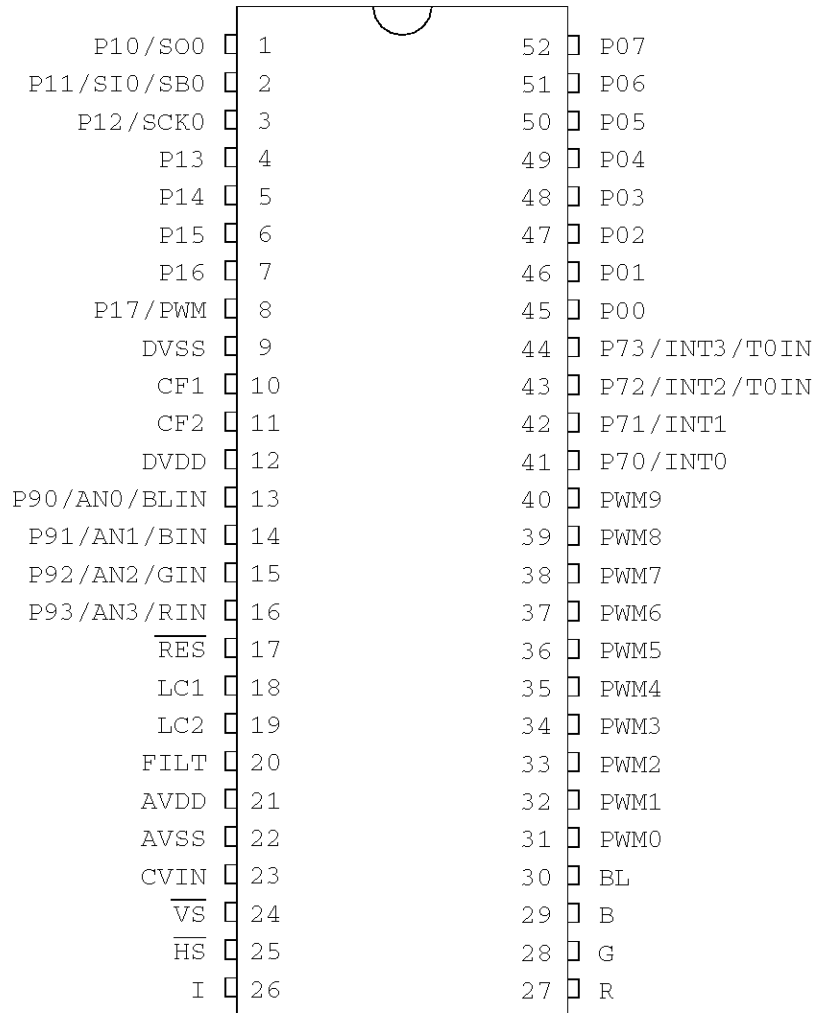 P10/SO0 1 52 P07
P11/SI0/SB0 2 51 P06
P12/SCK0 3 50 P05
P13 4 49 P04
P14 5 48 P03
P15 6 47 P02
P16 7 46 P01
P17/PWM 8 45 P00
DVSS 9 44 P73/INT3/T0IN
CF1 10 43 P72/INT2/T0IN
CF2 11 42 P71/INT1
DVDD 12 41 P70/INT0
P90/AN0/BLIN 13 40 PWM9
P91/AN1/BIN 14 39 PWM8
P92/AN2/GIN 15 38 PWM7
P93/AN3/RIN 16 37 PWM6
RES 17 36 PWM5
LC1 18 35 PWM4
LC2 19 34 PWM3
FILT 20 33 PWM2
AVDD 21 32 PWM1
AVSS 22 31 PWM0
CVIN 23 30 BL
VS 24 29 B
HS 25 28 G
I 26 27 R